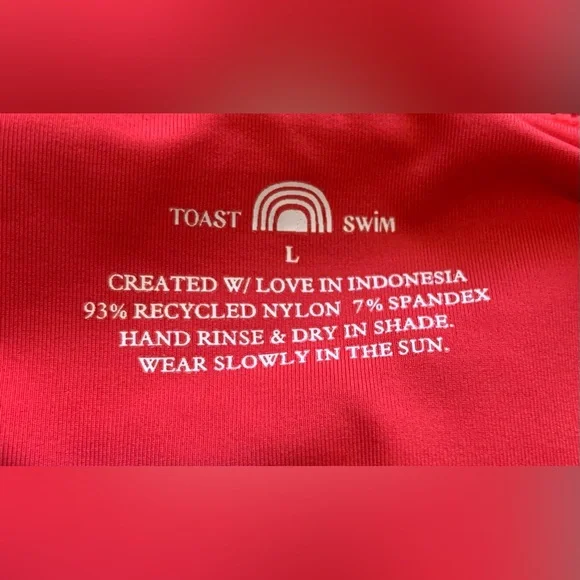 TOAST SWiM
L
CREATED W/ LOVE IN INDONESIA
93% RECYCLED NYLON 7% SPANDEX
HAND RINSE & DRY IN SHADE.
WEAR SLOWLY IN THE SUN.